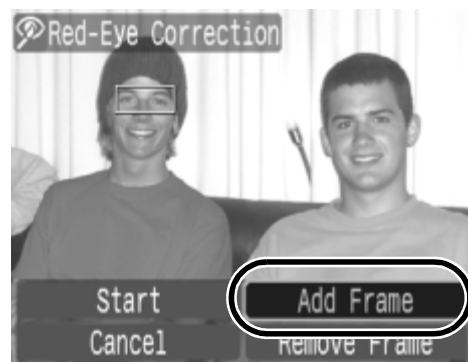 Red-Eye Correction
Start
Add Frame
Cancel
Remove Frame